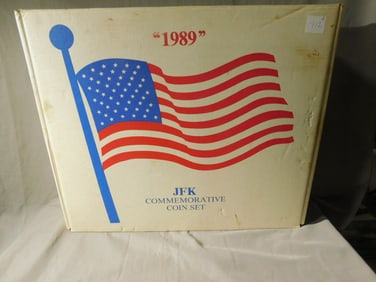 “1989”
JFK
COMMEMORATIVE
COIN SET